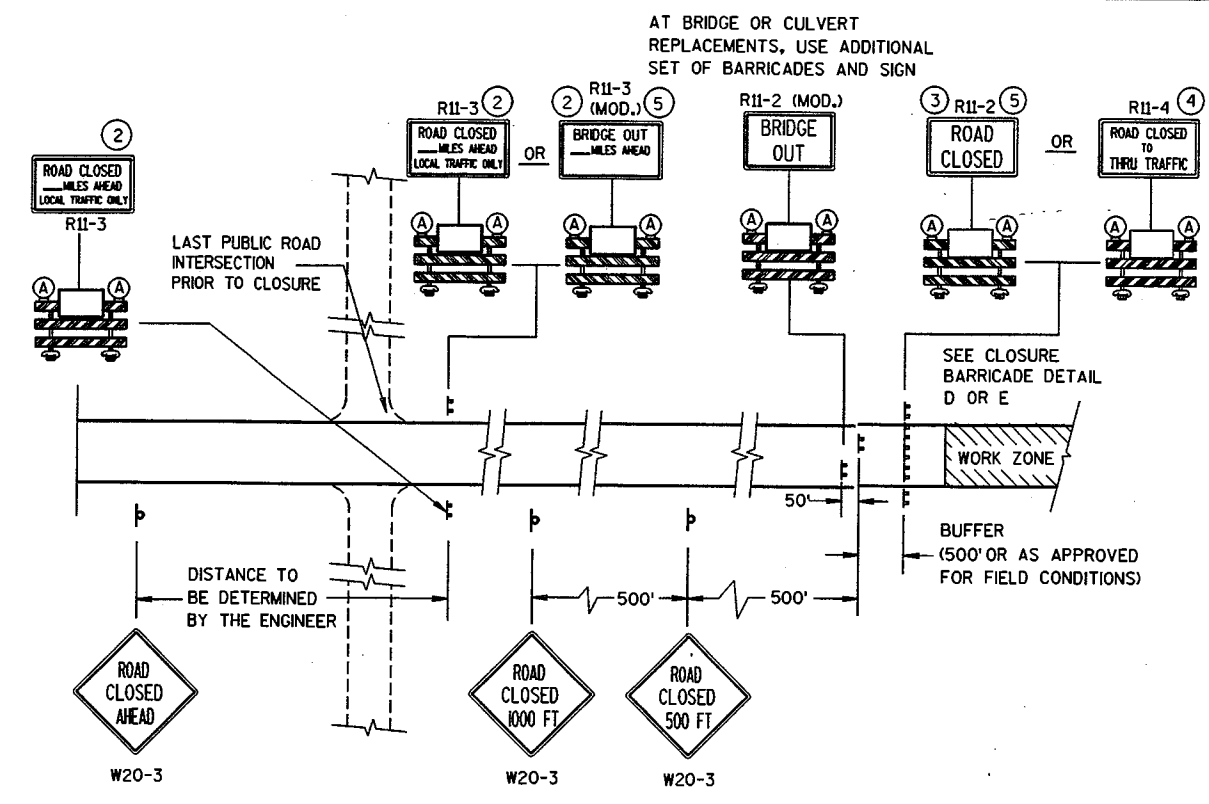 AT BRIDGE OR CULVERT
REPLACEMENTS, USE ADDITIONAL
SET OF BARRICADES AND SIGN
2
ROAD CLOSED
___MILES AHEAD
LOCAL TRAFFIC ONLY
R11-3
A A
R11-3 2
ROAD CLOSED
___MILES AHEAD
LOCAL TRAFFIC ONLY
A A
OR
2 R11-3 (MOD.) 5
BRIDGE OUT
___MILES AHEAD
A A
R11-2 (MOD.)
BRIDGE
OUT
A A
3 R11-2 5
ROAD
CLOSED
A A
OR
R11-4 4
ROAD CLOSED
TO
THRU TRAFFIC
A A
LAST PUBLIC ROAD
INTERSECTION
PRIOR TO CLOSURE
SEE CLOSURE
BARRICADE DETAIL
D OR E
WORK ZONE
50'
BUFFER
(500' OR AS APPROVED
FOR FIELD CONDITIONS)
DISTANCE TO
BE DETERMINED
BY THE ENGINEER
500'
500'
ROAD
CLOSED
AHEAD
W20-3
ROAD
CLOSED
1000 FT
W20-3
ROAD
CLOSED
500 FT
W20-3